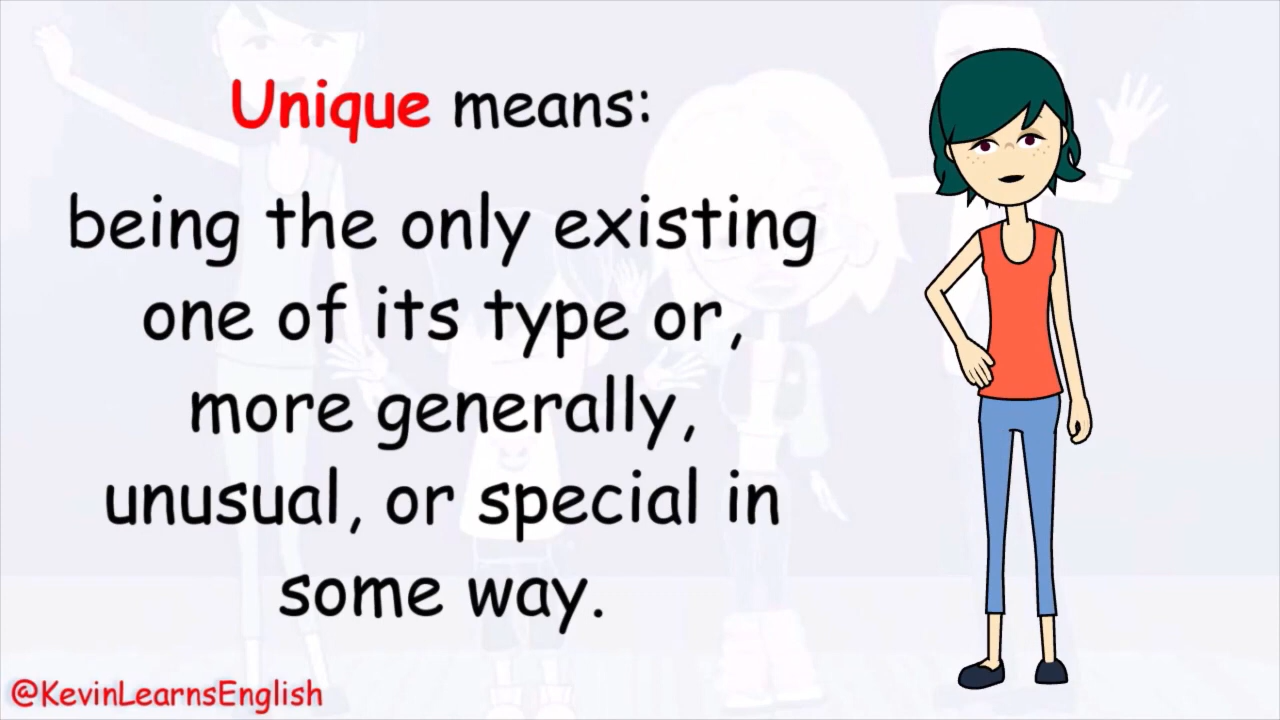 Unique means:
being the only existing
one of its type or,
more generally,
unusual, or special in
some way.
@KevinLearnsEnglish